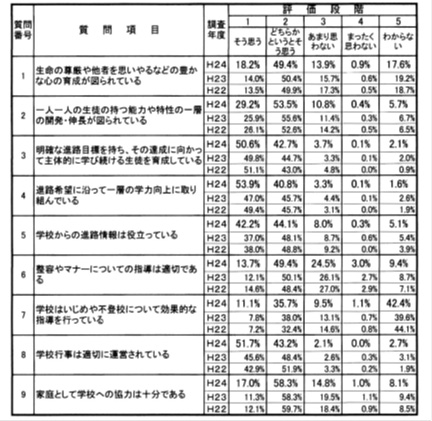 質問番号 質問項目 調査年度 評価段階
1 2 3 4 5
そう思う どちらかというとそう思う あまり思わない まったく思わない わからない
1 生命の尊厳や他者を思いやるなどの豊かな心の育成が図られている H24 18.2% 49.4% 13.9% 0.9% 17.6%
H23 14.0% 50.4% 15.7% 0.6% 19.2%
H22 13.5% 49.9% 17.3% 0.5% 18.7%
2 一人一人の生徒の持つ能力や特性の一層の開発・伸長が図られている H24 29.2% 53.5% 10.8% 0.4% 5.7%
H23 25.9% 55.6% 11.4% 0.3% 6.7%
H22 26.1% 52.6% 14.2% 0.5% 6.5%
3 明確な進路目標を持ち、その達成に向かって主体的に学び続ける生徒を育成している H24 50.6% 42.7% 3.7% 0.1% 2.1%
H23 49.8% 44.7% 3.3% 0.1% 2.0%
H22 51.1% 43.0% 4.8% 0.0% 0.9%
4 進路希望に沿って一層の学力向上に取り組んでいる H24 53.9% 40.8% 3.3% 0.1% 1.6%
H23 47.0% 45.7% 4.4% 0.1% 2.6%
H22 49.4% 45.7% 3.1% 0.0% 1.9%
5 学校からの進路情報は役立っている H24 42.2% 44.1% 8.0% 0.3% 5.1%
H23 37.0% 48.1% 8.7% 0.6% 5.4%
H22 38.0% 48.8% 9.2% 0.0% 3.9%
6 整容やマナーについての指導は適切である H24 13.7% 49.4% 24.5% 3.0% 9.4%
H23 12.1% 50.1% 26.1% 2.7% 8.7%
H22 14.6% 48.4% 27.0% 2.9% 7.1%
7 学校はいじめや不登校について効果的な指導を行っている H24 11.1% 35.7% 9.5% 1.1% 42.4%
H23 7.8% 38.0% 13.1% 0.7% 39.6%
H22 7.2% 32.4% 14.6% 0.8% 44.1%
8 学校行事は適切に運営されている H24 51.7% 43.2% 2.1% 0.0% 2.7%
H23 45.6% 48.4% 2.6% 0.3% 3.1%
H22 42.9% 51.9% 3.3% 0.2% 1.9%
9 家庭として学校への協力は十分である H24 17.0% 58.3% 14.8% 1.0% 8.1%
H23 11.3% 58.3% 19.5% 1.1% 9.4%
H22 12.1% 59.7% 18.4% 0.9% 8.5%